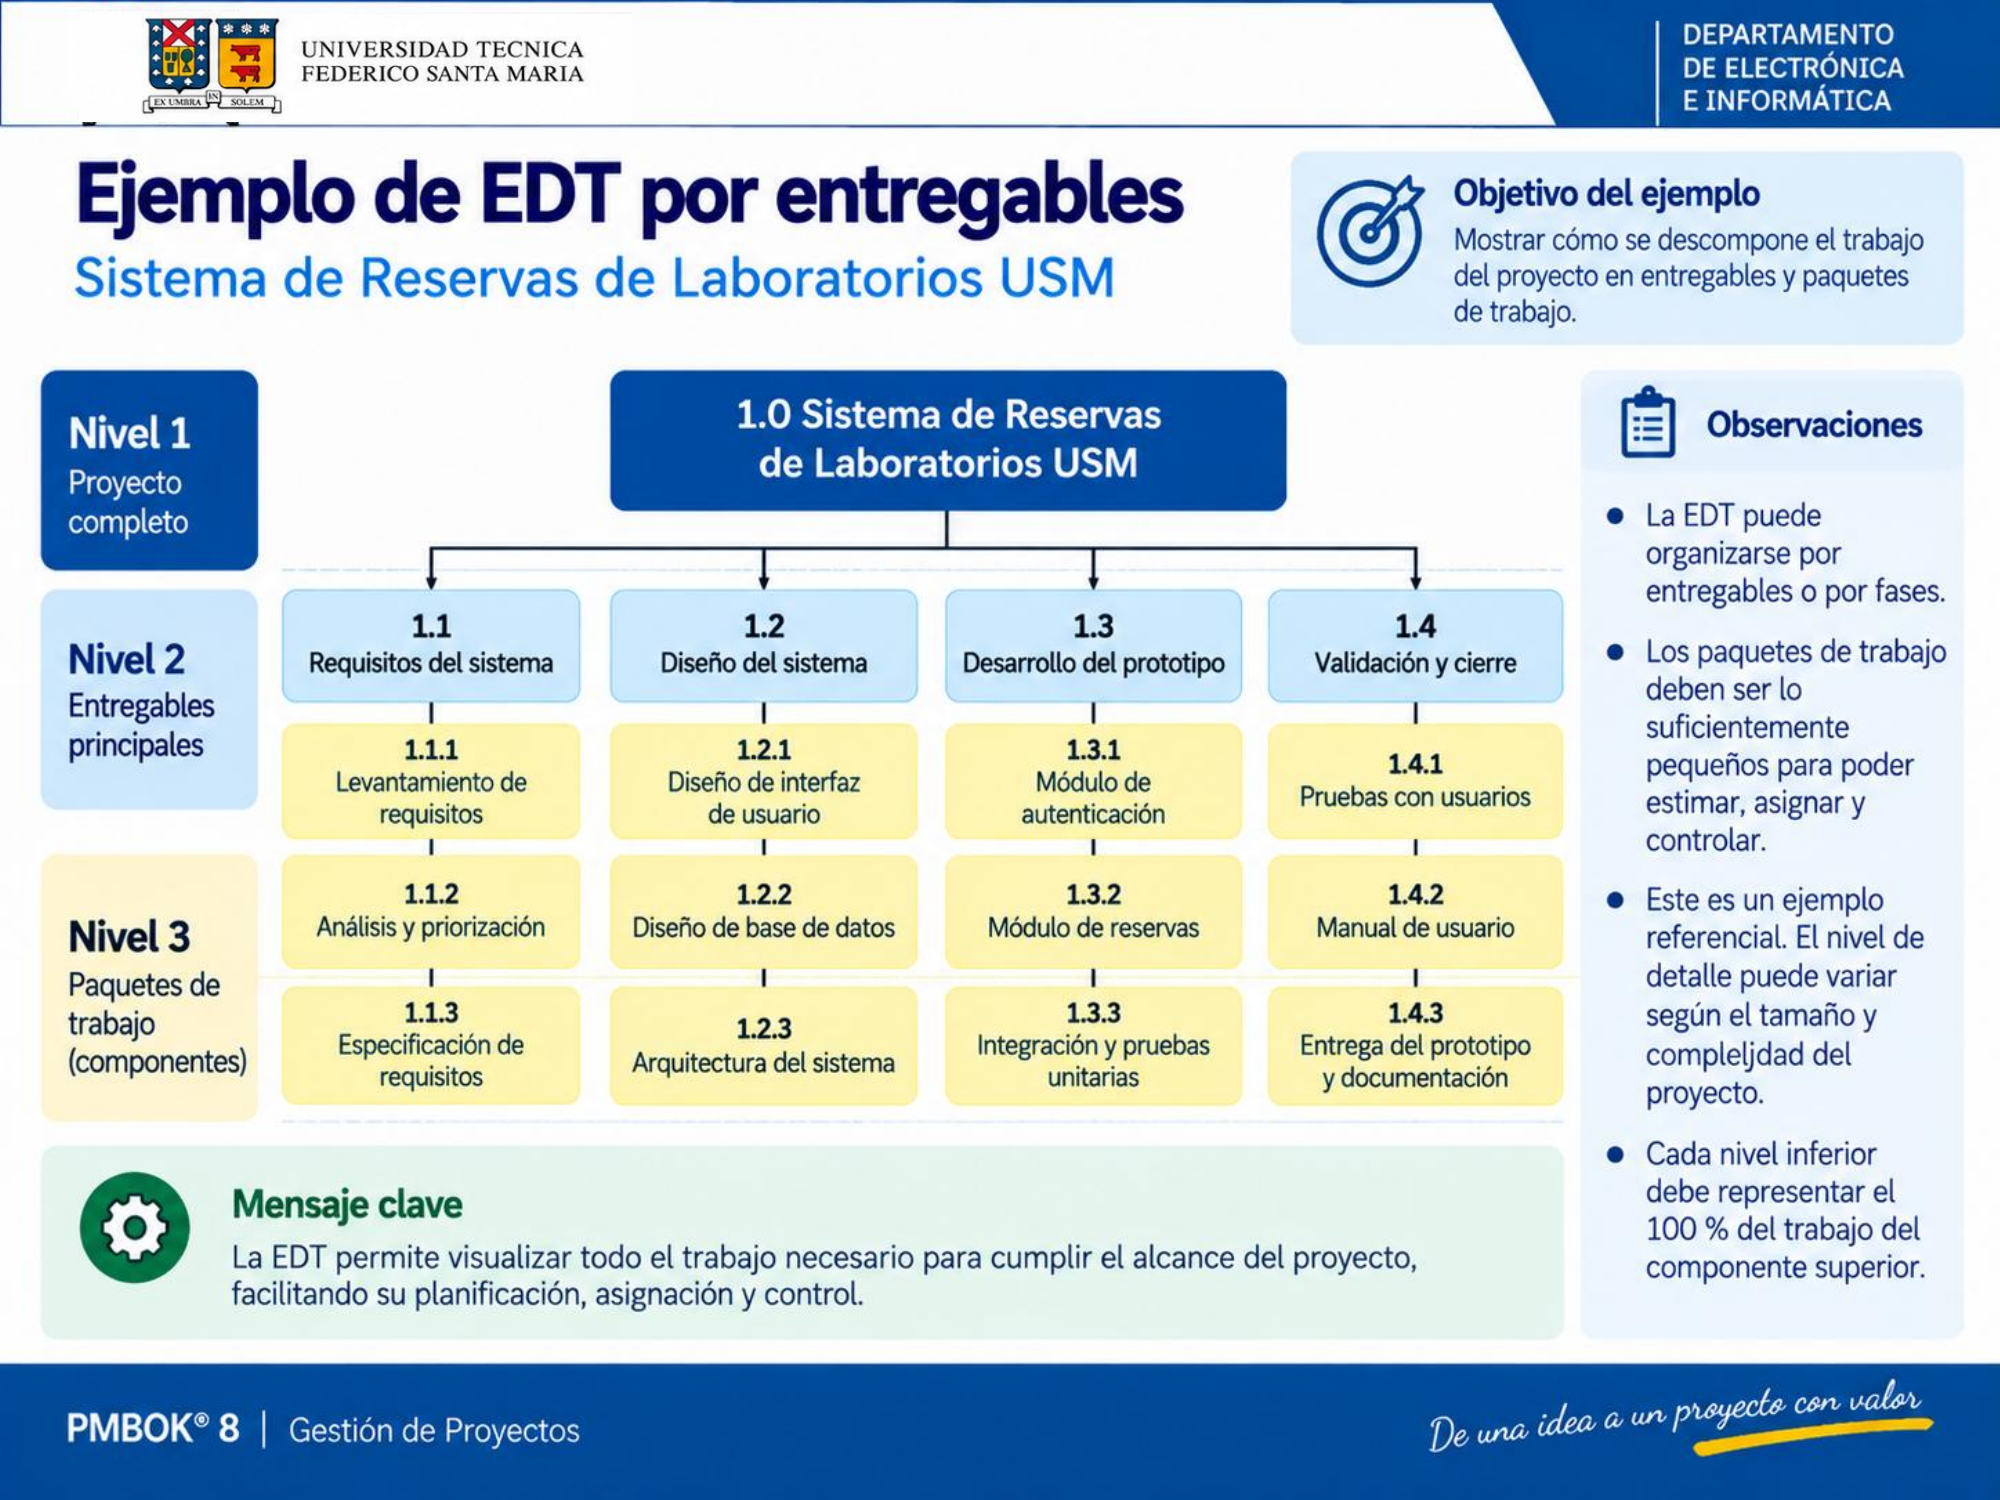 EX UMBRA IN SOLEM
UNIVERSIDAD TECNICA
FEDERICO SANTA MARIA
DEPARTAMENTO
DE ELECTRÓNICA
E INFORMÁTICA
Ejemplo de EDT por entregables
Sistema de Reservas de Laboratorios USM
Objetivo del ejemplo
Mostrar cómo se descompone el trabajo
del proyecto en entregables y paquetes
de trabajo.
Nivel 1
Proyecto
completo
1.0 Sistema de Reservas
de Laboratorios USM
Nivel 2
Entregables
principales
1.1
Requisitos del sistema
1.2
Diseño del sistema
1.3
Desarrollo del prototipo
1.4
Validación y cierre
1.1.1
Levantamiento de
requisitos
1.2.1
Diseño de interfaz
de usuario
1.3.1
Módulo de
autenticación
1.4.1
Pruebas con usuarios
Nivel 3
Paquetes de
trabajo
(componentes)
1.1.2
Análisis y priorización
1.2.2
Diseño de base de datos
1.3.2
Módulo de reservas
1.4.2
Manual de usuario
1.1.3
Especificación de
requisitos
1.2.3
Arquitectura del sistema
1.3.3
Integración y pruebas
unitarias
1.4.3
Entrega del prototipo
y documentación
Observaciones
● La EDT puede
organizarse por
entregables o por fases.
● Los paquetes de trabajo
deben ser lo
suficientemente
pequeños para poder
estimar, asignar y
controlar.
● Este es un ejemplo
referencial. El nivel de
detalle puede variar
según el tamaño y
compleljdad del
proyecto.
● Cada nivel inferior
debe representar el
100 % del trabajo del
componente superior.
Mensaje clave
La EDT permite visualizar todo el trabajo necesario para cumplir el alcance del proyecto,
facilitando su planificación, asignación y control.
PMBOK® 8 | Gestión de Proyectos
De una idea a un proyecto con valor